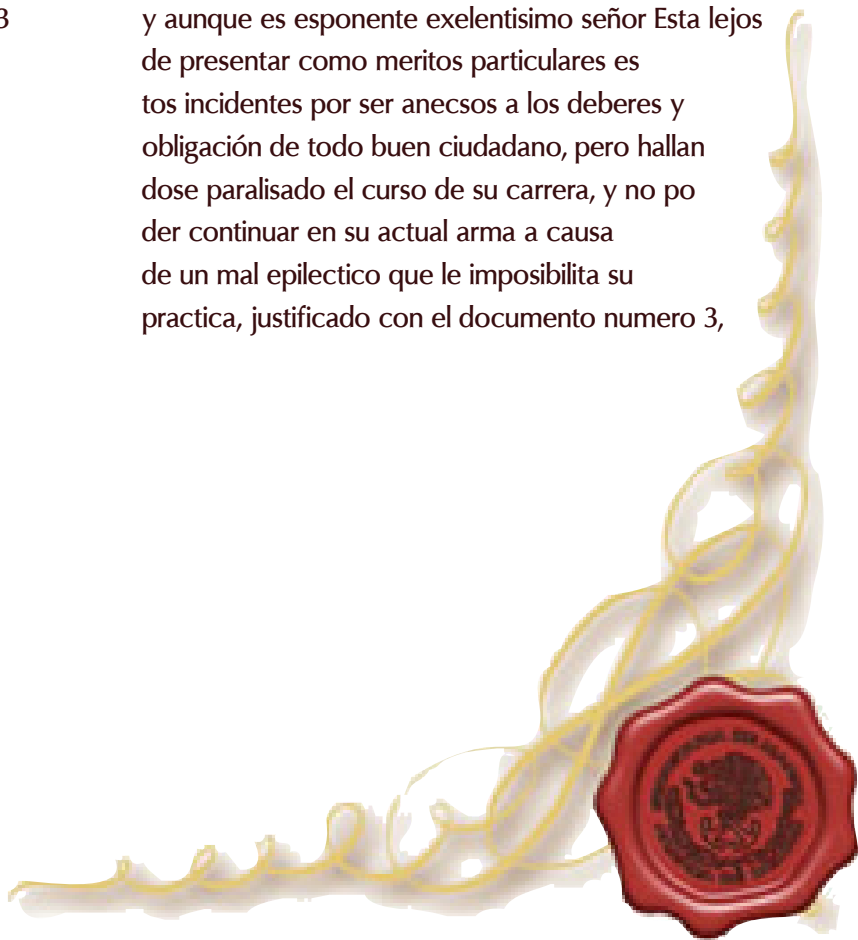 3 y aunque es esponente exelentisimo señor Esta lejos
de presentar como meritos particulares es
tos incidentes por ser anecsos a los deberes y
obligación de todo buen ciudadano, pero hallan
dose paralisado el curso de su carrera, y no po
der continuar en su actual arma a causa
de un mal epilectico que le imposibilita su
practica, justificado con el documento numero 3,